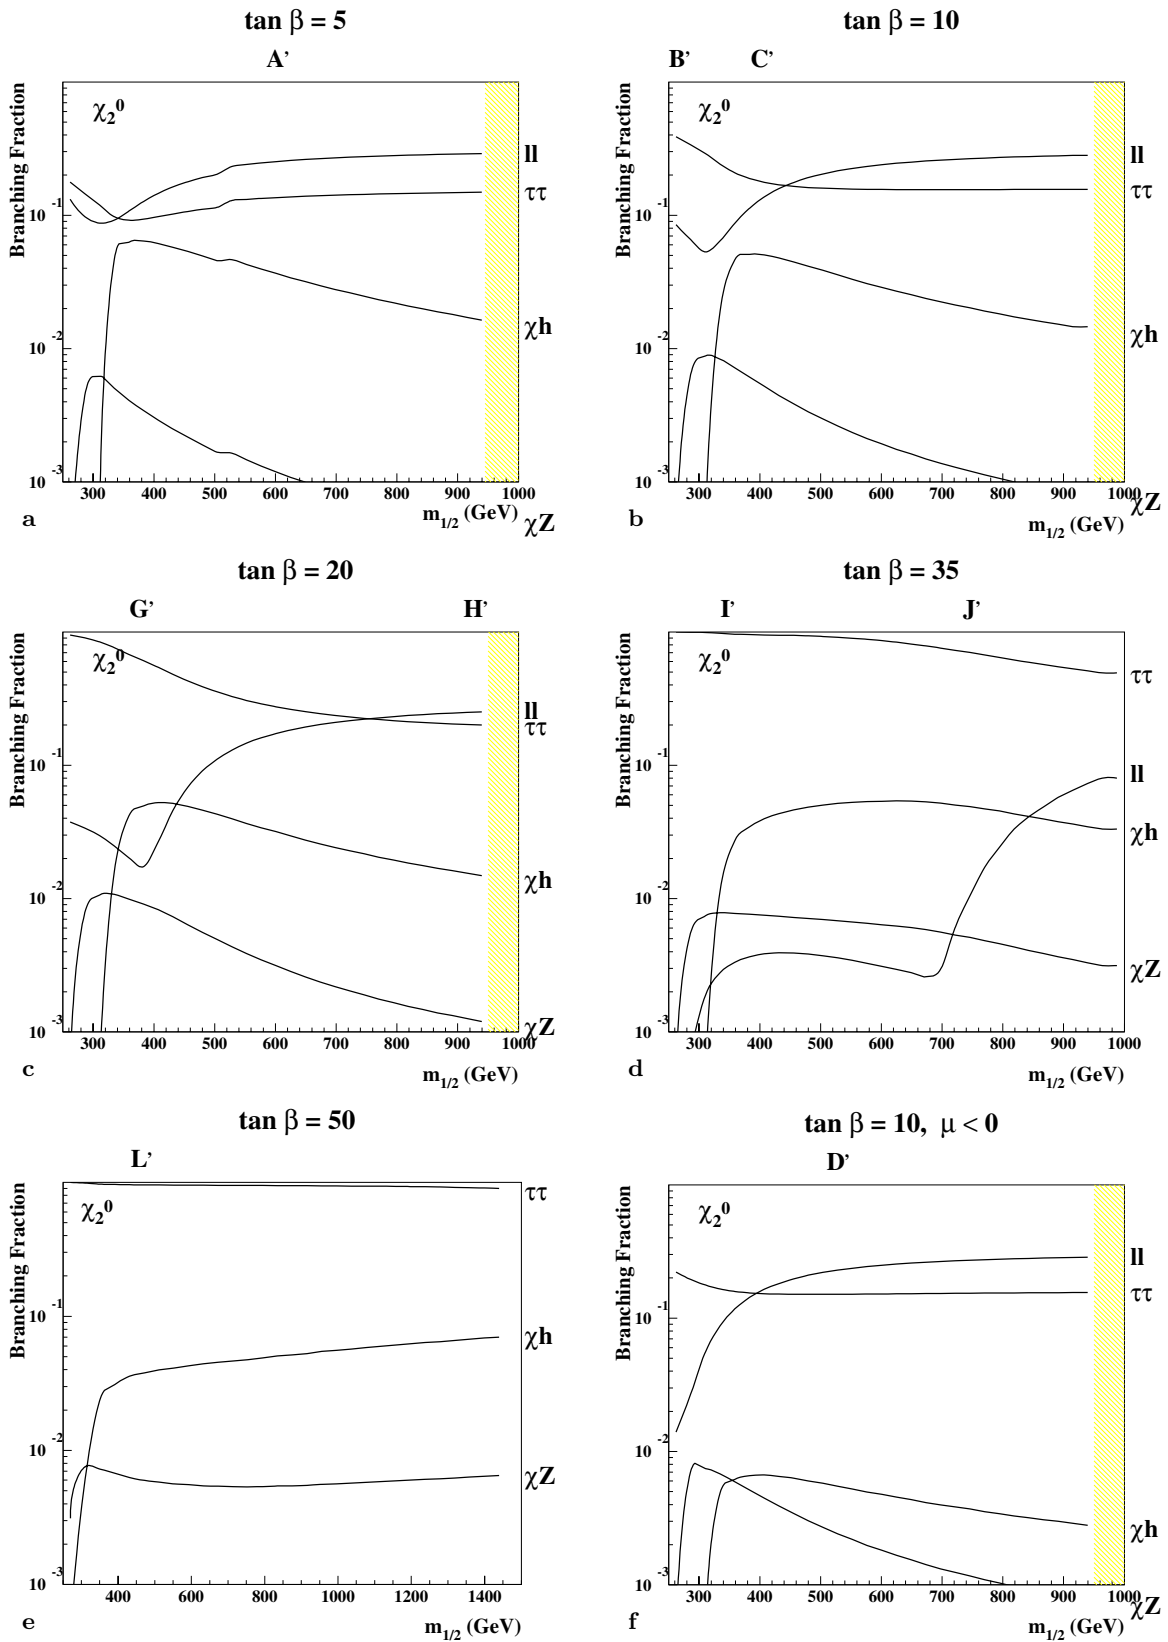 tan β = 5
A’
Branching Fraction
χ₂⁰
10 -1
10 -2
10 -3
300 400 500 600 700 800 900 1000
m1/2 (GeV)
ll
ττ
χh
χZ
a
tan β = 10
B’ C’
Branching Fraction
χ₂⁰
10 -1
10 -2
10 -3
300 400 500 600 700 800 900 1000
m1/2 (GeV)
ll
ττ
χh
χZ
b
tan β = 20
G’ H’
Branching Fraction
χ₂⁰
10 -1
10 -2
10 -3
300 400 500 600 700 800 900 1000
m1/2 (GeV)
ll
ττ
χh
χZ
c
tan β = 35
I’ J’
Branching Fraction
χ₂⁰
10 -1
10 -2
10 -3
300 400 500 600 700 800 900 1000
m1/2 (GeV)
ττ
ll
χh
χZ
d
tan β = 50
L’
Branching Fraction
χ₂⁰
10 -1
10 -2
10 -3
400 600 800 1000 1200 1400
m1/2 (GeV)
ττ
χh
χZ
e
tan β = 10, μ < 0
D’
Branching Fraction
χ₂⁰
10 -1
10 -2
10 -3
300 400 500 600 700 800 900 1000
m1/2 (GeV)
ll
ττ
χh
χZ
f